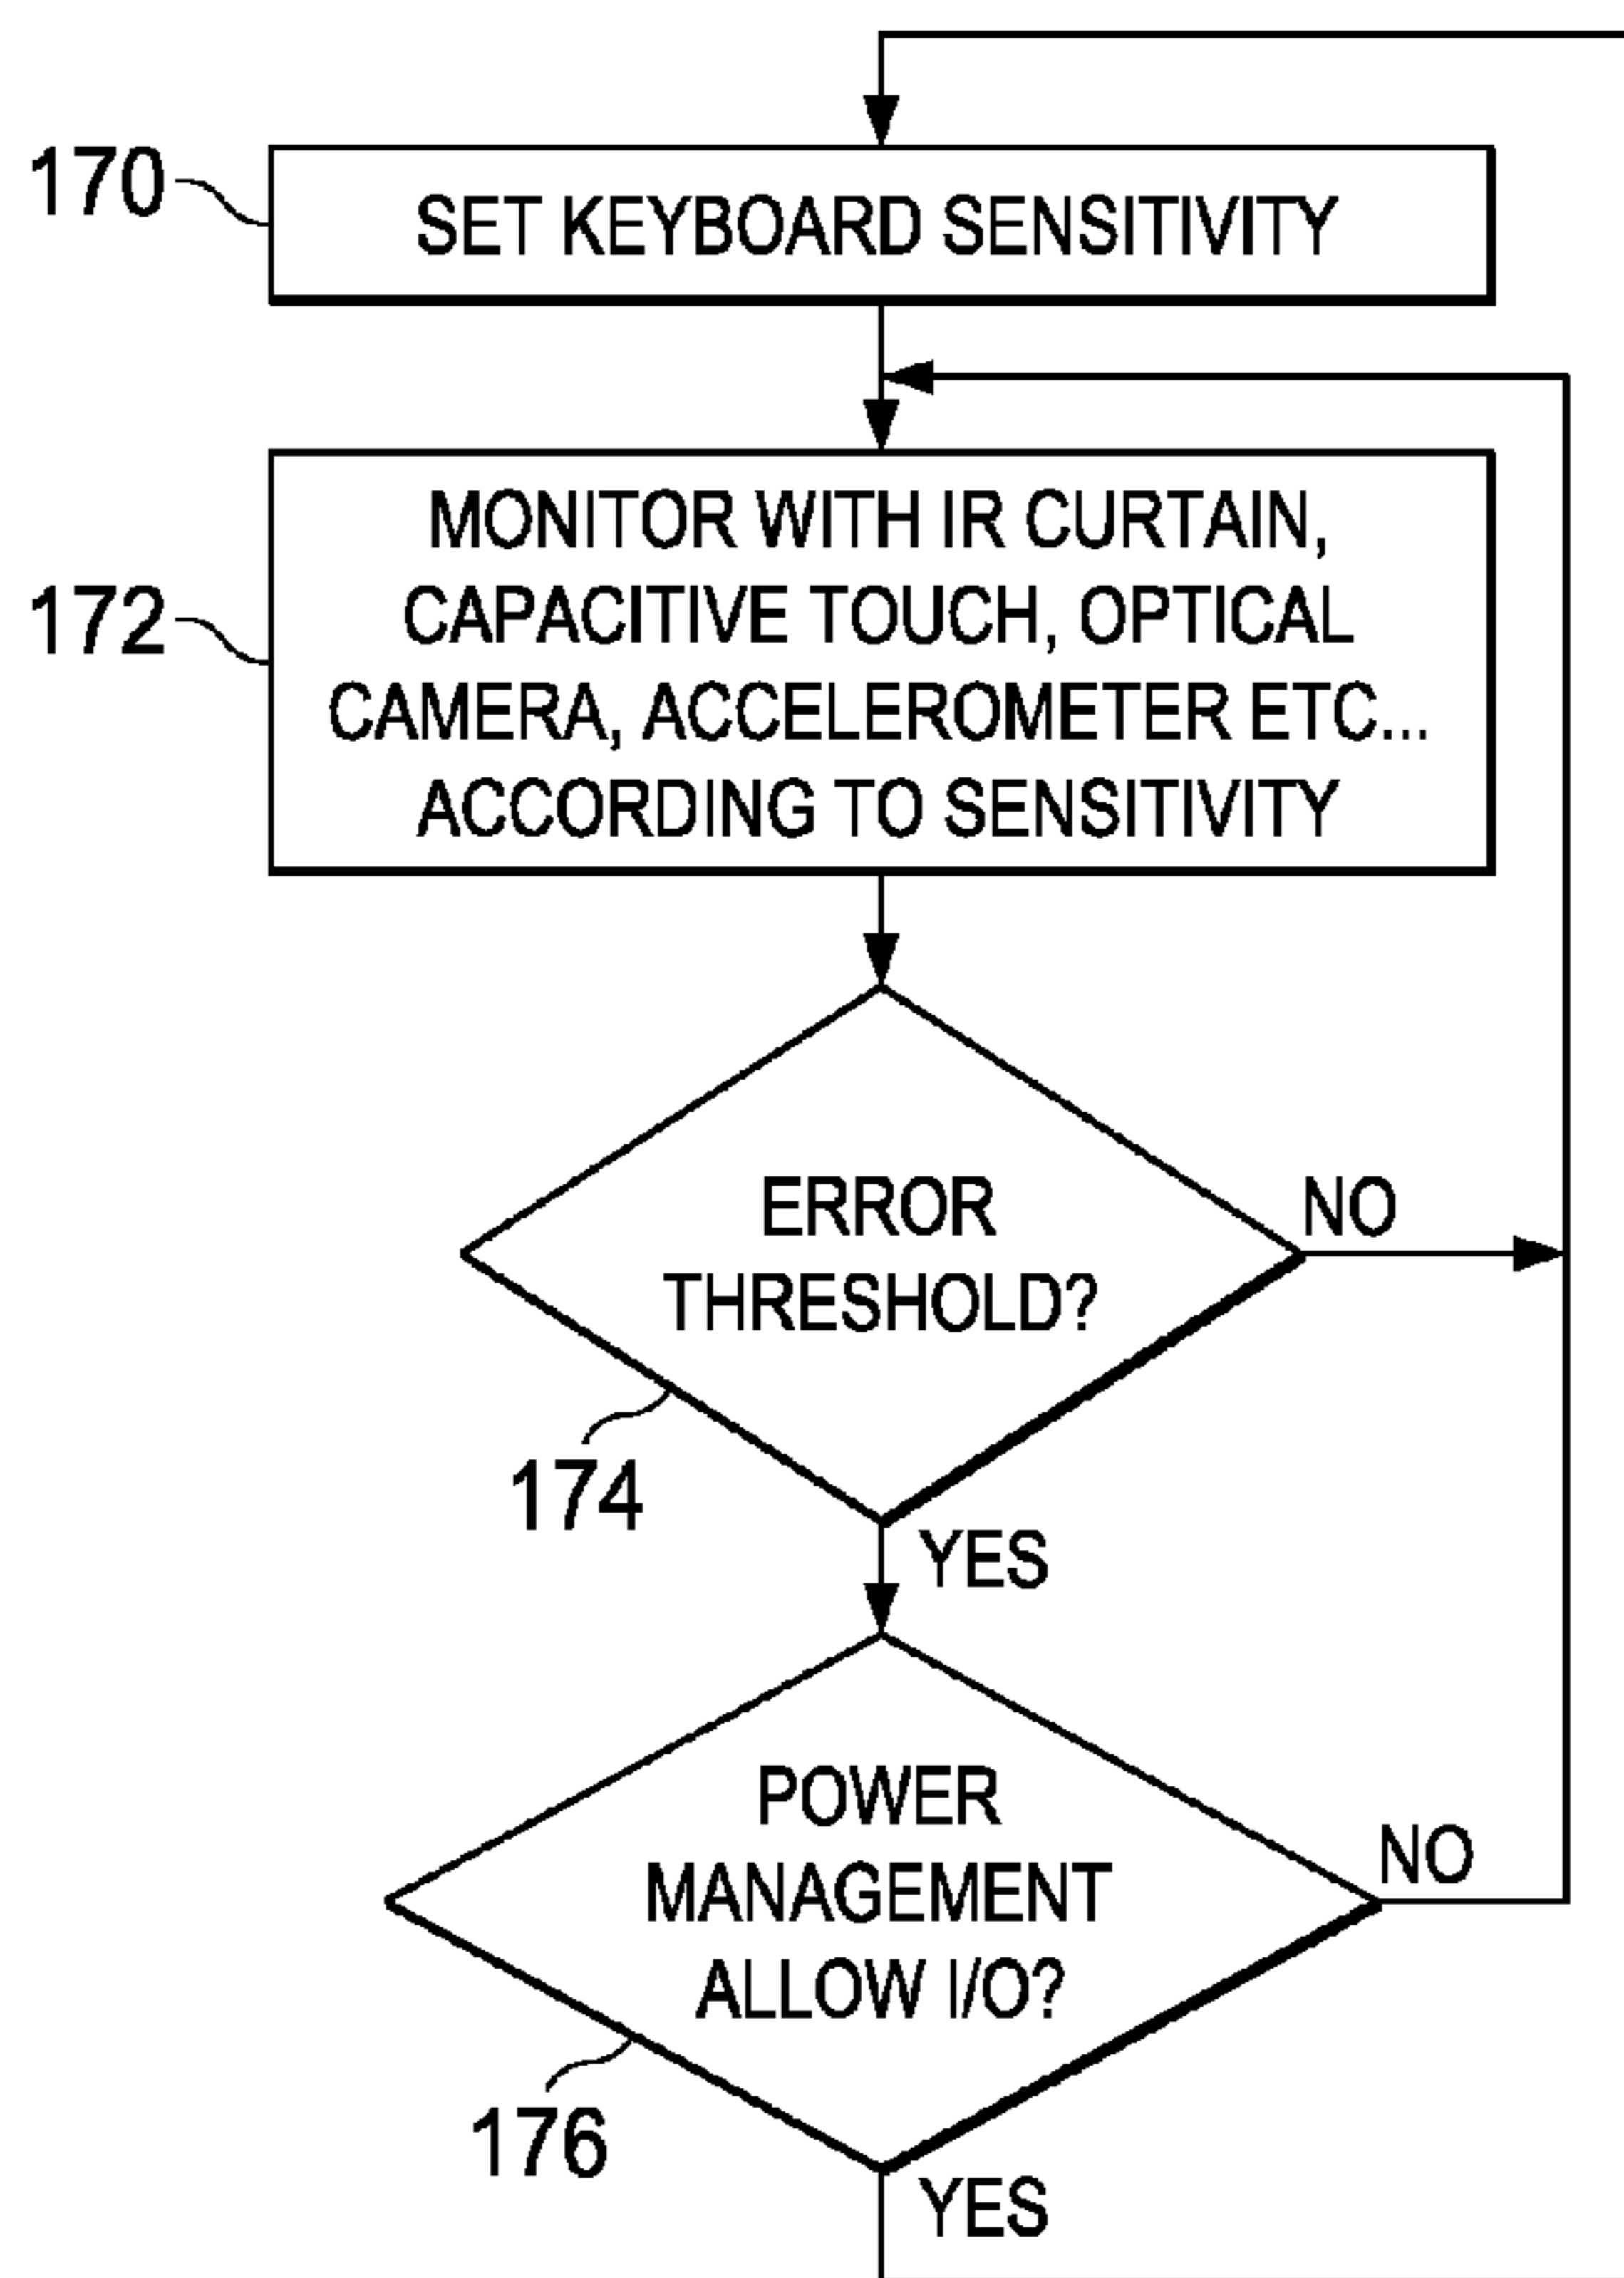 170
SET KEYBOARD SENSITIVITY
172
MONITOR WITH IR CURTAIN,
CAPACITIVE TOUCH, OPTICAL
CAMERA, ACCELEROMETER ETC...
ACCORDING TO SENSITIVITY
ERROR
THRESHOLD?
NO
174
YES
POWER
MANAGEMENT
ALLOW I/O?
NO
176
YES